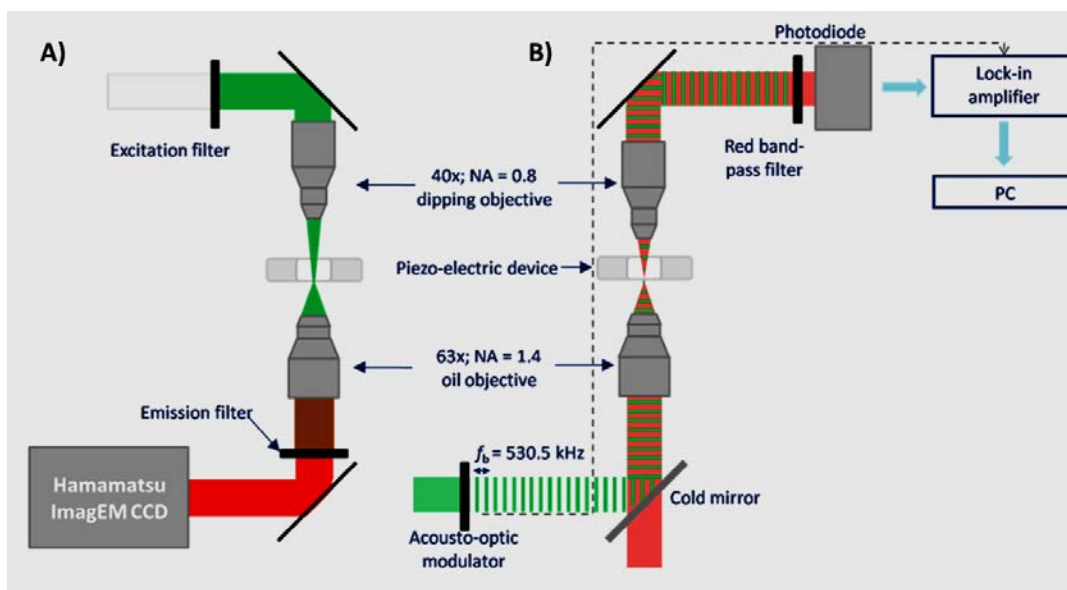 A)
Excitation filter
40x; NA = 0.8
dipping objective
Piezo-electric device
63x; NA = 1.4
oil objective
Emission filter
Hamamatsu
ImagEM CCD
B)
Photodiode
Lock-in
amplifier
Red band-
pass filter
PC
f_b = 530.5 kHz
Cold mirror
Acousto-optic
modulator